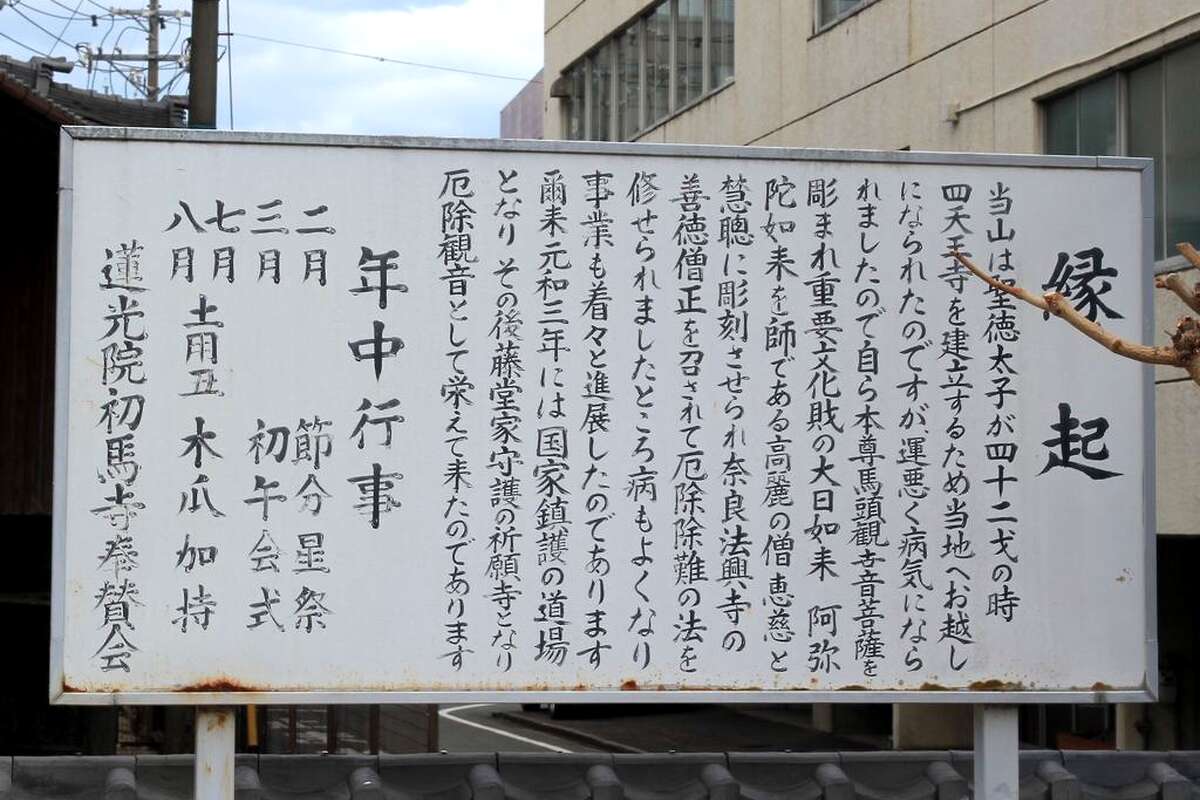 縁起
当山は聖徳太子が四十二才の時
四天王寺を建立するため当地へお越し
になられたのですが、運悪く病気になら
れましたので自ら本尊馬頭観音菩薩を
彫まれ重要文化財の大日如来 阿弥
陀如来を師である高麗の僧恵慈と
慧聰に彫刻させられ奈良法興寺の
善徳僧正を召されて厄除除難の法を
修せられましたところ病もよくなり
事業も着々と進展したのであります
爾来元和三年には国家鎮護の道場
となり その後藤堂家守護の祈願寺となり
厄除観音として栄えて来たのであります
年中行事
二月 節分星祭
三月 初午会式
七月
八月 土用丑 木瓜加持
蓮光院初馬寺奉賛会